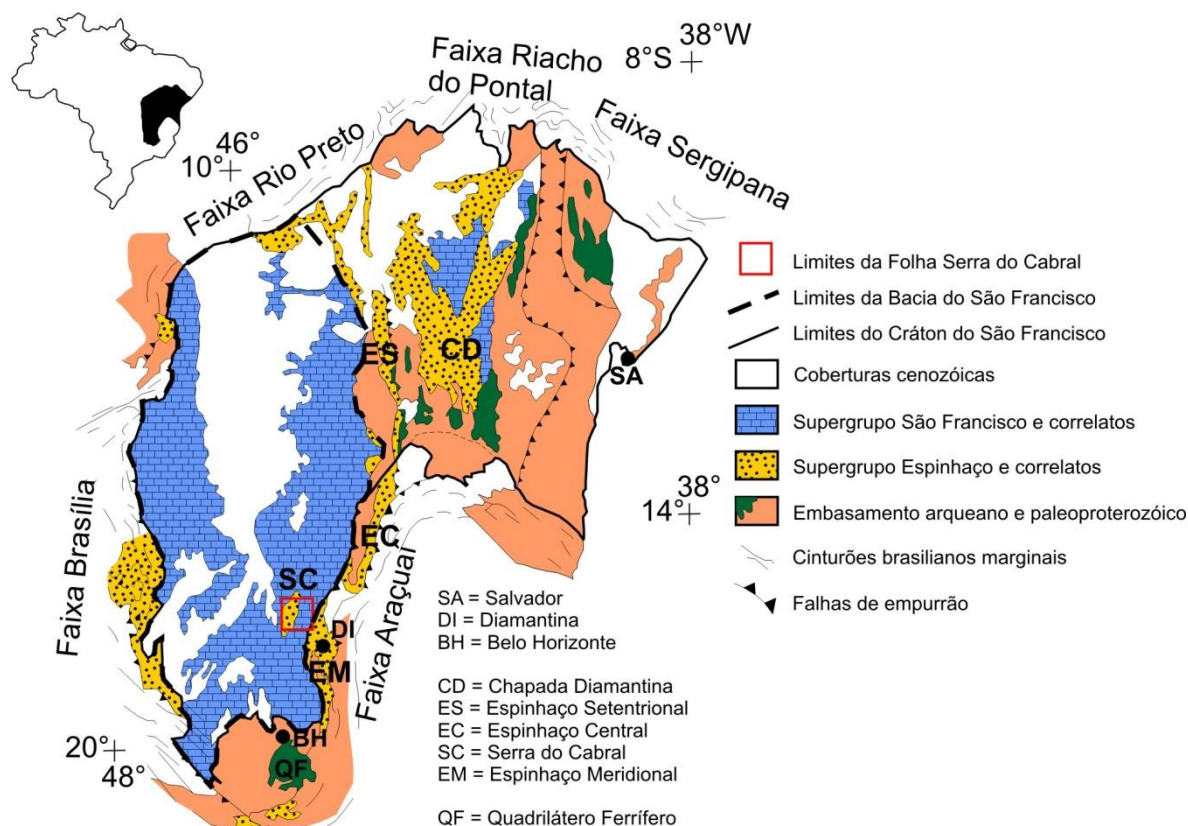 Faixa Riacho
do Pontal
8°S
38°W
Faixa Sergipana
46°
10°
Faixa Rio Preto
Limites da Folha Serra do Cabral
Limites da Bacia do São Francisco
Limites do Cráton do São Francisco
Coberturas cenozóicas
Supergrupo São Francisco e correlatos
Supergrupo Espinhaço e correlatos
Embasamento arqueano e paleoproterozóico
Cinturões brasilianos marginais
Falhas de empurrão
ES
CD
SA
38°
14°
Faixa Brasília
EC
SC
Faixa Araçuaí
DI
EM
BH
QF
20°
48°
SA = Salvador
DI = Diamantina
BH = Belo Horizonte
CD = Chapada Diamantina
ES = Espinhaço Setentrional
EC = Espinhaço Central
SC = Serra do Cabral
EM = Espinhaço Meridional
QF = Quadrilátero Ferrífero